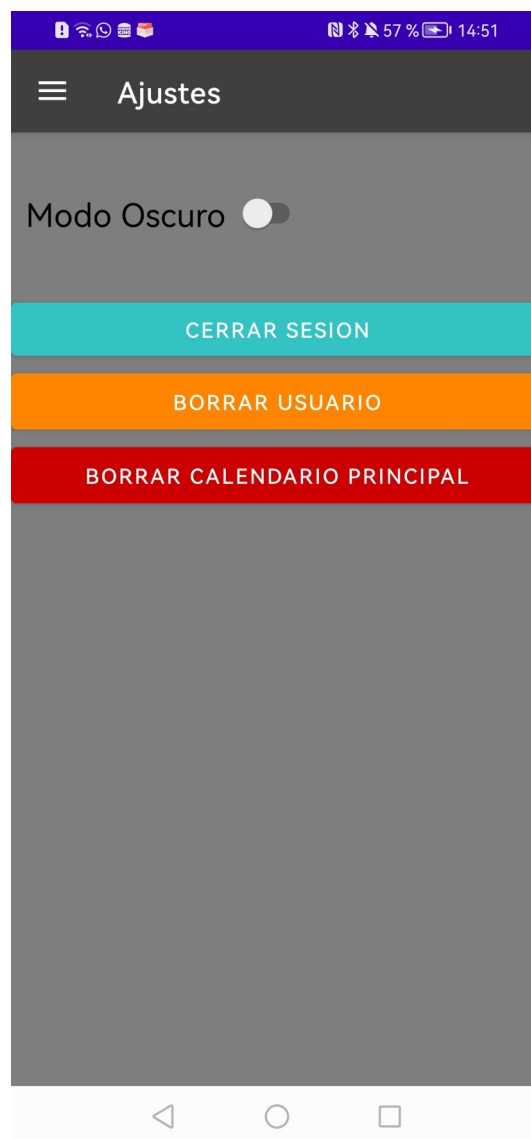 57 % 14:51
Ajustes
Modo Oscuro
CERRAR SESION
BORRAR USUARIO
BORRAR CALENDARIO PRINCIPAL